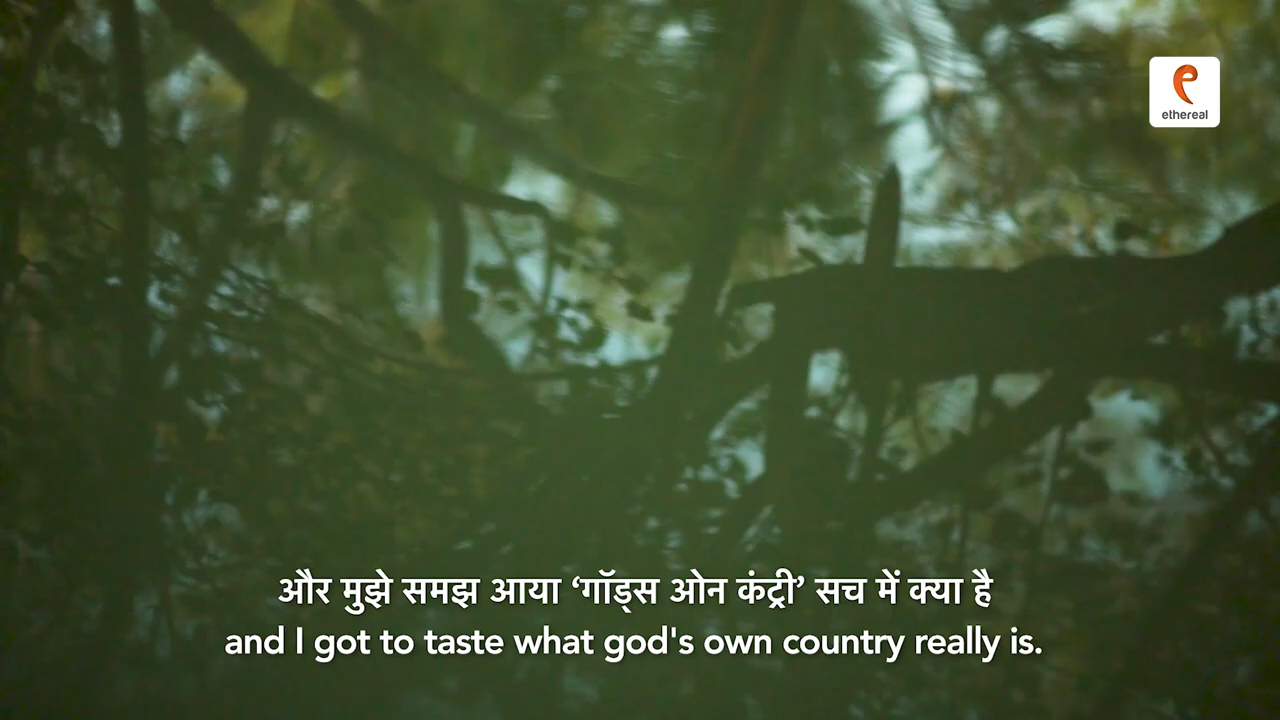 ethereal
और मुझे समझ आया ‘गॉड्स ओन कंट्री’ सच में क्या है
and I got to taste what god's own country really is.